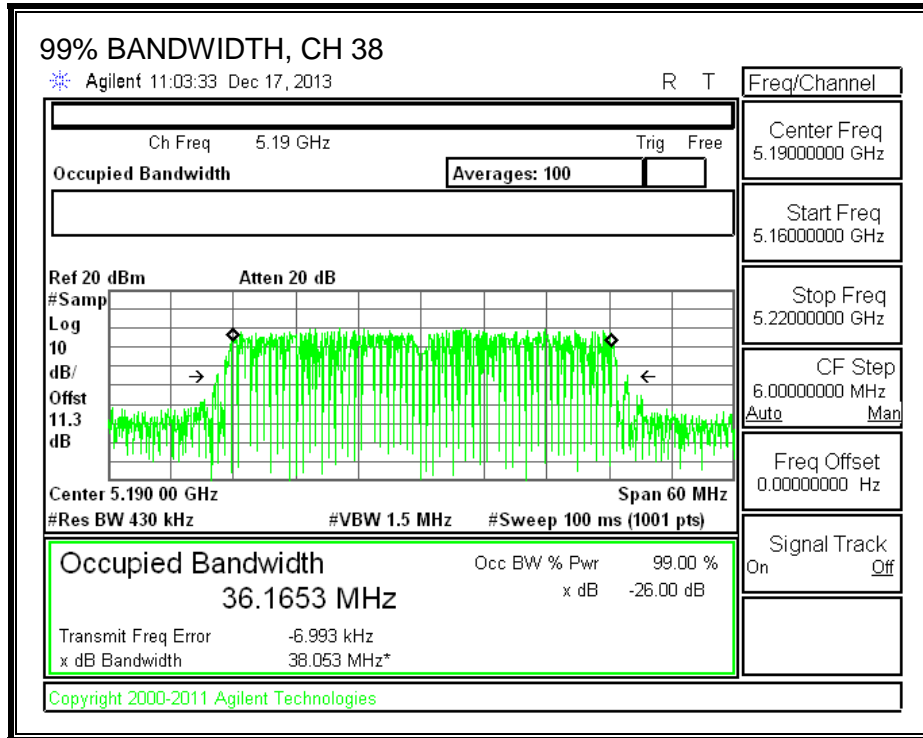 99% BANDWIDTH, CH 38
Agilent 11:03:33 Dec 17, 2013 R T
Freq/Channel
Ch Freq 5.19 GHz Trig Free
Occupied Bandwidth Averages: 100
Center Freq
5.19000000 GHz
Start Freq
5.16000000 GHz
Stop Freq
5.22000000 GHz
CF Step
6.00000000 MHz
Auto Man
Freq Offset
0.00000000 Hz
Signal Track
On Off
Ref 20 dBm Atten 20 dB
#Samp
Log
10
dB/
Offst
11.3
dB
Center 5.190 00 GHz Span 60 MHz
#Res BW 430 kHz #VBW 1.5 MHz #Sweep 100 ms (1001 pts)
Occupied Bandwidth Occ BW % Pwr 99.00 %
36.1653 MHz x dB -26.00 dB
Transmit Freq Error -6.993 kHz
x dB Bandwidth 38.053 MHz*
Copyright 2000-2011 Agilent Technologies